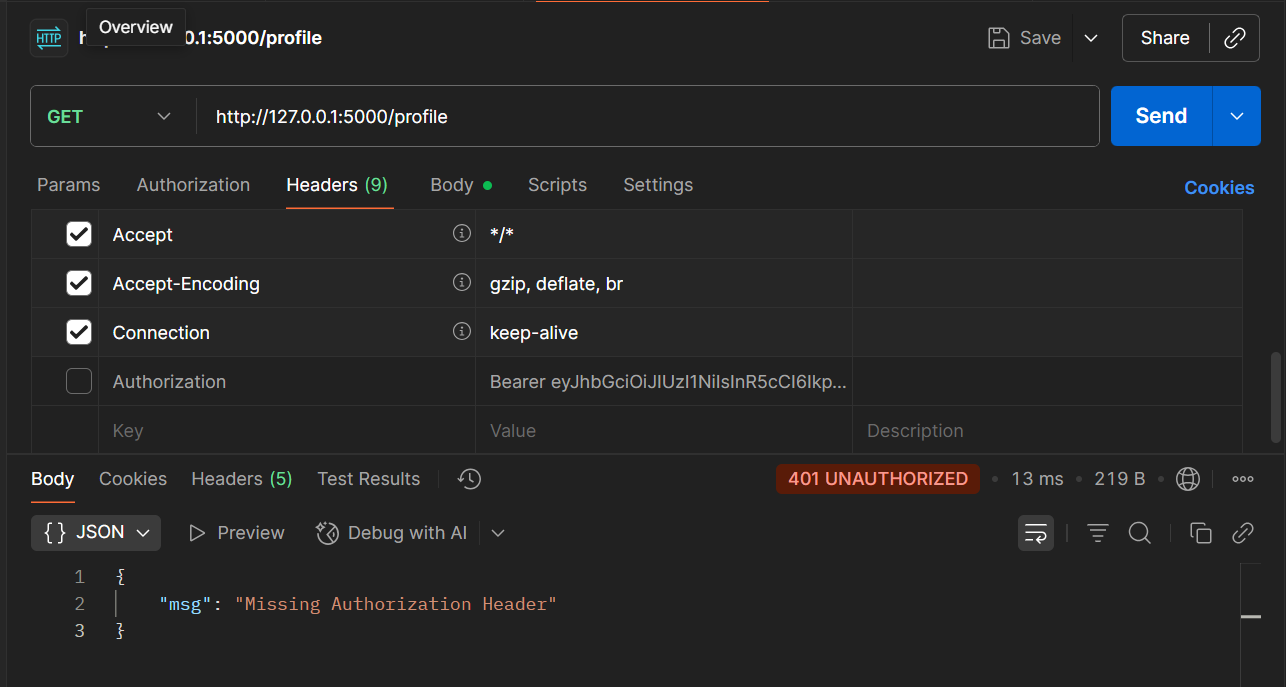 HTTP
Overview
0.1:5000/profile
Save
Share
GET
http://127.0.0.1:5000/profile
Send
Params
Authorization
Headers (9)
Body
Scripts
Settings
Cookies
Accept
*/*
Accept-Encoding
gzip, deflate, br
Connection
keep-alive
Authorization
Bearer eyJhbGciOiJIUzI1NiIsInR5cCI6Ikp...
Key
Value
Description
Body
Cookies
Headers (5)
Test Results
401 UNAUTHORIZED
13 ms
219 B
{} JSON
Preview
Debug with AI
1 {
2 "msg": "Missing Authorization Header"
3 }